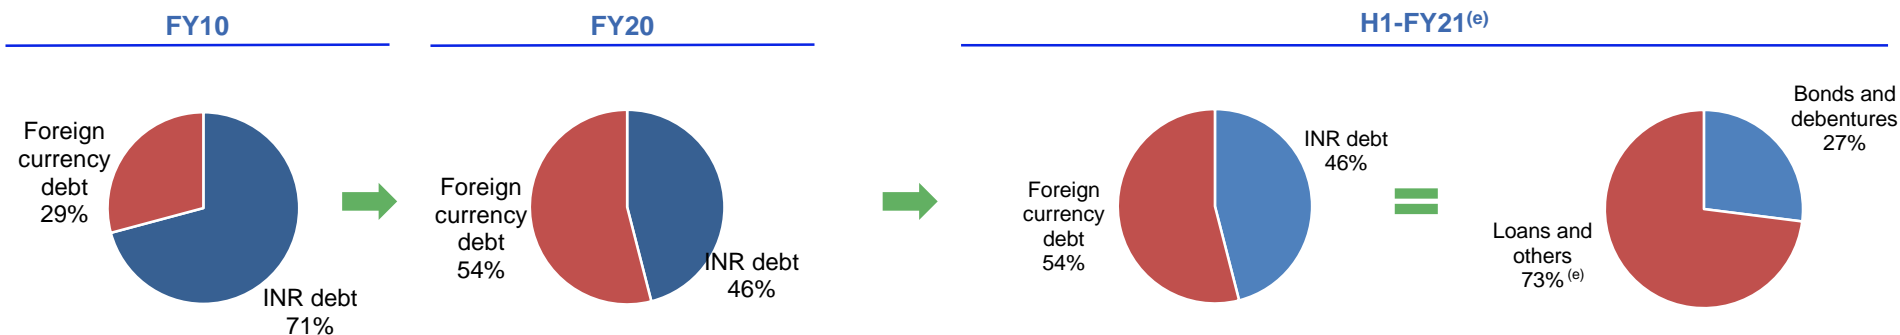 FY10
Foreign
currency
debt
29%
INR debt
71%
FY20
Foreign
currency
debt
54%
INR debt
46%
H1-FY21(e)
Foreign
currency
debt
54%
INR debt
46%
Loans and
others
73% (e)
Bonds and
debentures
27%